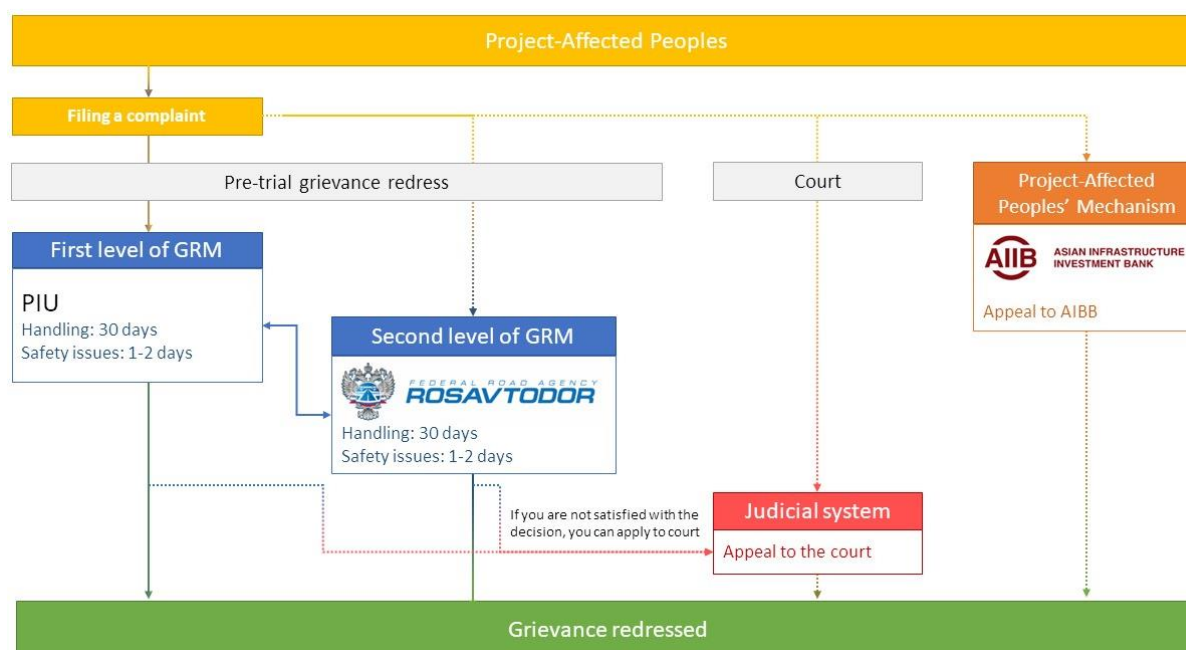 Project-Affected Peoples
Filing a complaint
Pre-trial grievance redress
Court
Project-Affected
Peoples' Mechanism
First level of GRM
PIU
Handling: 30 days
Safety issues: 1-2 days
Second level of GRM
FEDERAL ROAD AGENCY
ROSAVTODOR
Handling: 30 days
Safety issues: 1-2 days
AIIB
ASIAN INFRASTRUCTURE
INVESTMENT BANK
Appeal to AIBB
If you are not satisfied with the
decision, you can apply to court
Judicial system
Appeal to the court
Grievance redressed